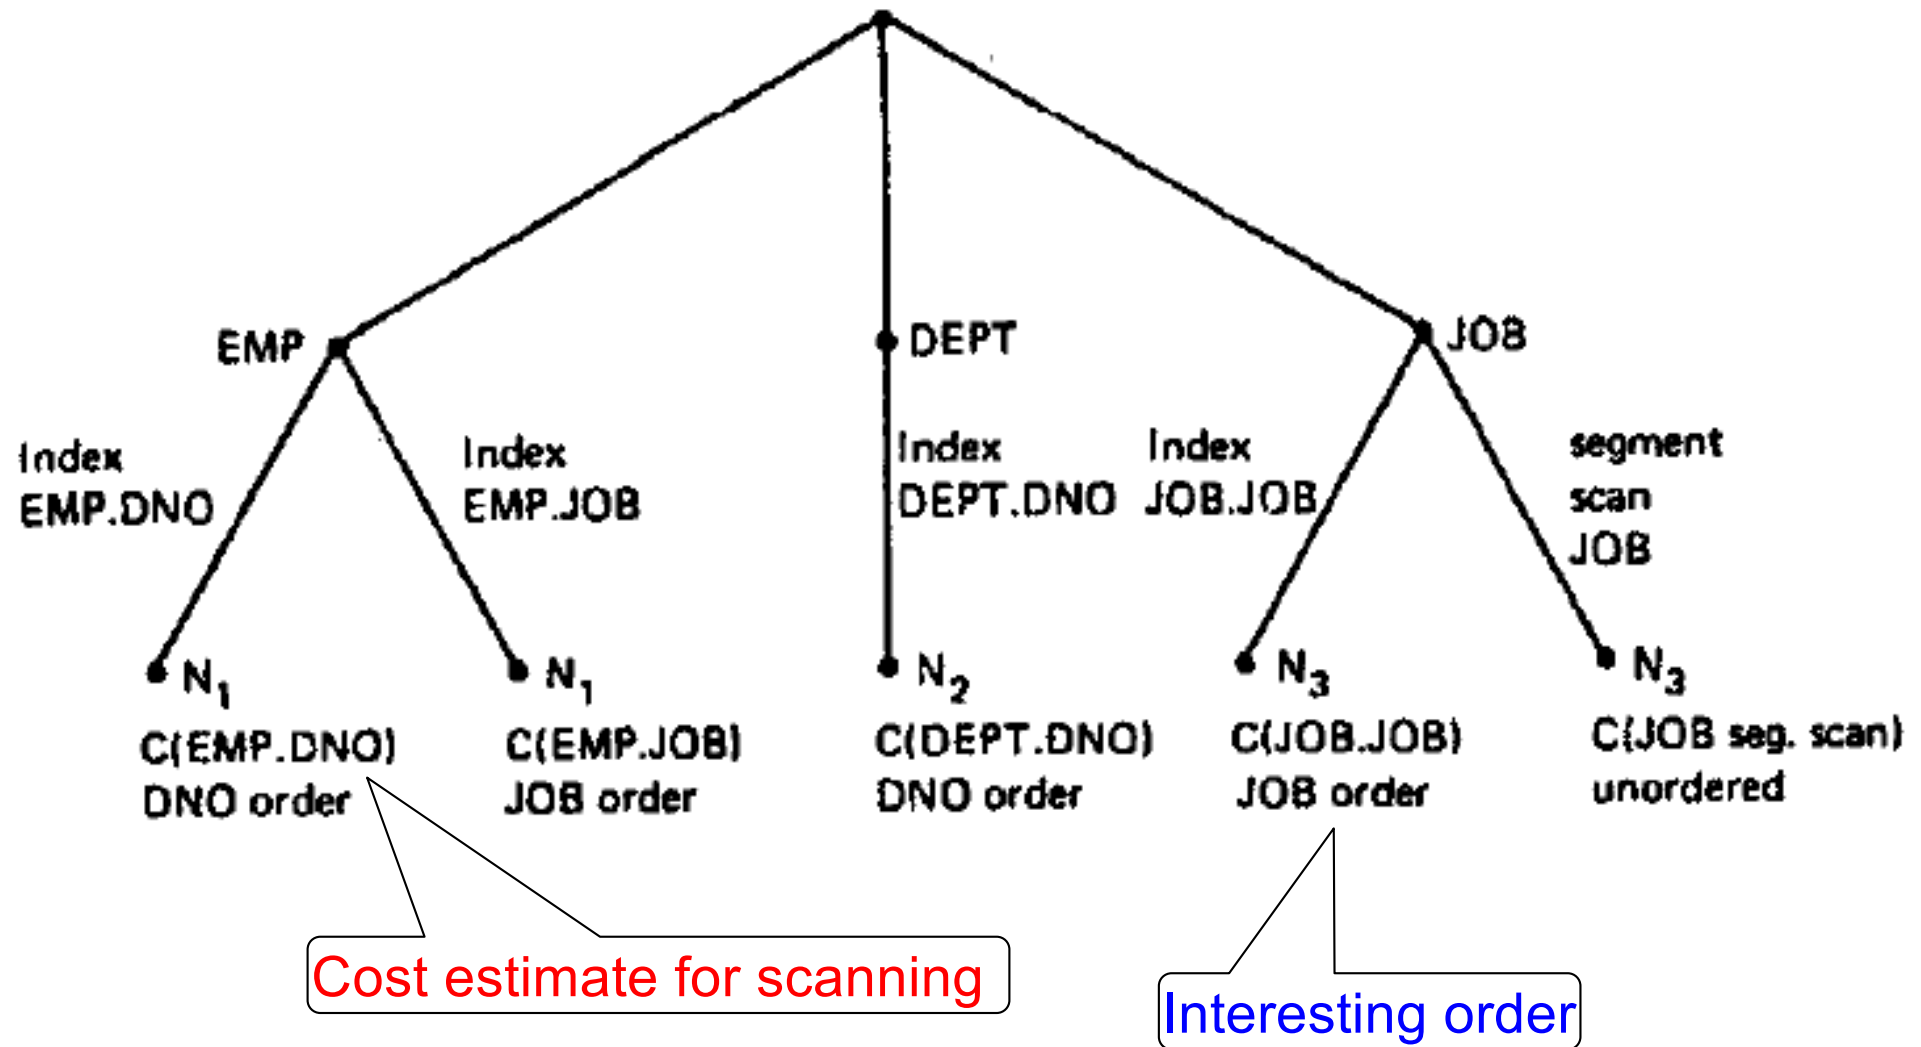 EMP
DEPT
JOB
Index
EMP.DNO
Index
EMP.JOB
Index
DEPT.DNO
Index
JOB.JOB
segment
scan
JOB
N1
C(EMP.DNO)
DNO order
N1
C(EMP.JOB)
JOB order
N2
C(DEPT.DNO)
DNO order
N3
C(JOB.JOB)
JOB order
N3
C(JOB seg. scan)
unordered
Cost estimate for scanning
Interesting order